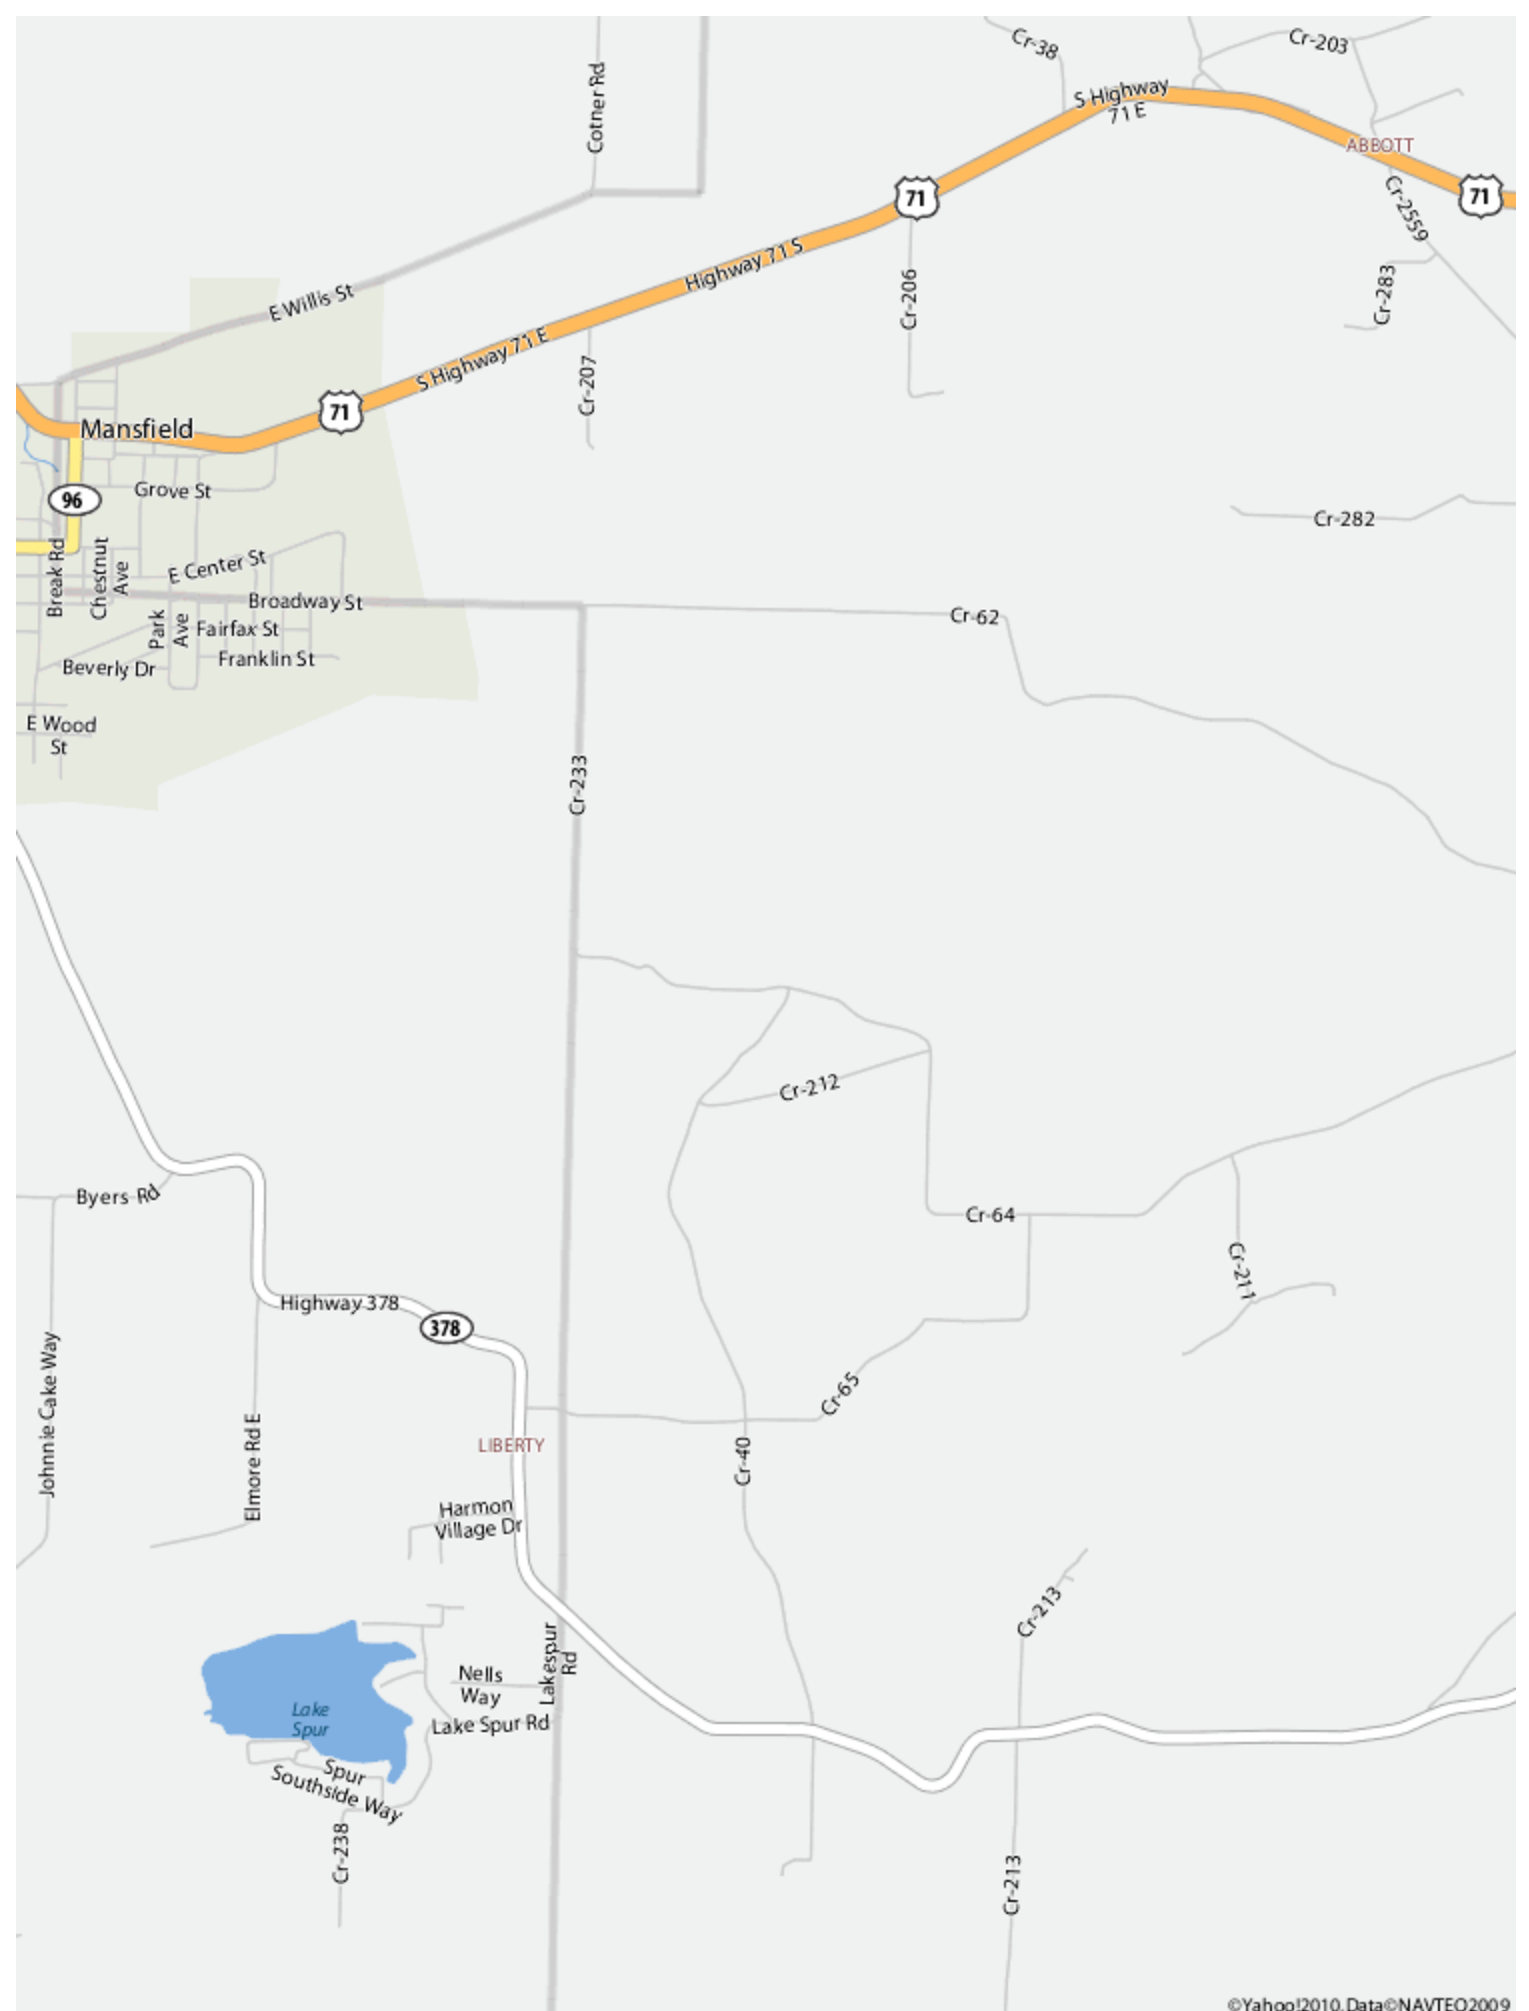 Cr-38
Cr-203
Cotner Rd
S Highway
71 E
ABBOTT
71
71
Cr-2559
Highway 71 S
Cr-206
Cr-283
E Willis St
S Highway 71 E
Cr-207
71
Mansfield
Grove St
96
Cr-282
Break Rd
Chestnut
Ave
E Center St
Broadway St
Cr-62
Park
Ave
Fairfax St
Franklin St
Beverly Dr
E Wood
St
Cr-233
Cr-212
Byers Rd
Cr-64
Cr-211
Highway 378
378
Johnnie Cake Way
Cr-65
Elmore Rd E
LIBERTY
Cr-40
Harmon
Village Dr
Cr-213
Lakespur
Rd
Nells
Way
Lake
Spur
Lake Spur Rd
Spur
Southside Way
Cr-238
Cr-213
©Yahoo!2010, Data©NAVTEQ2009